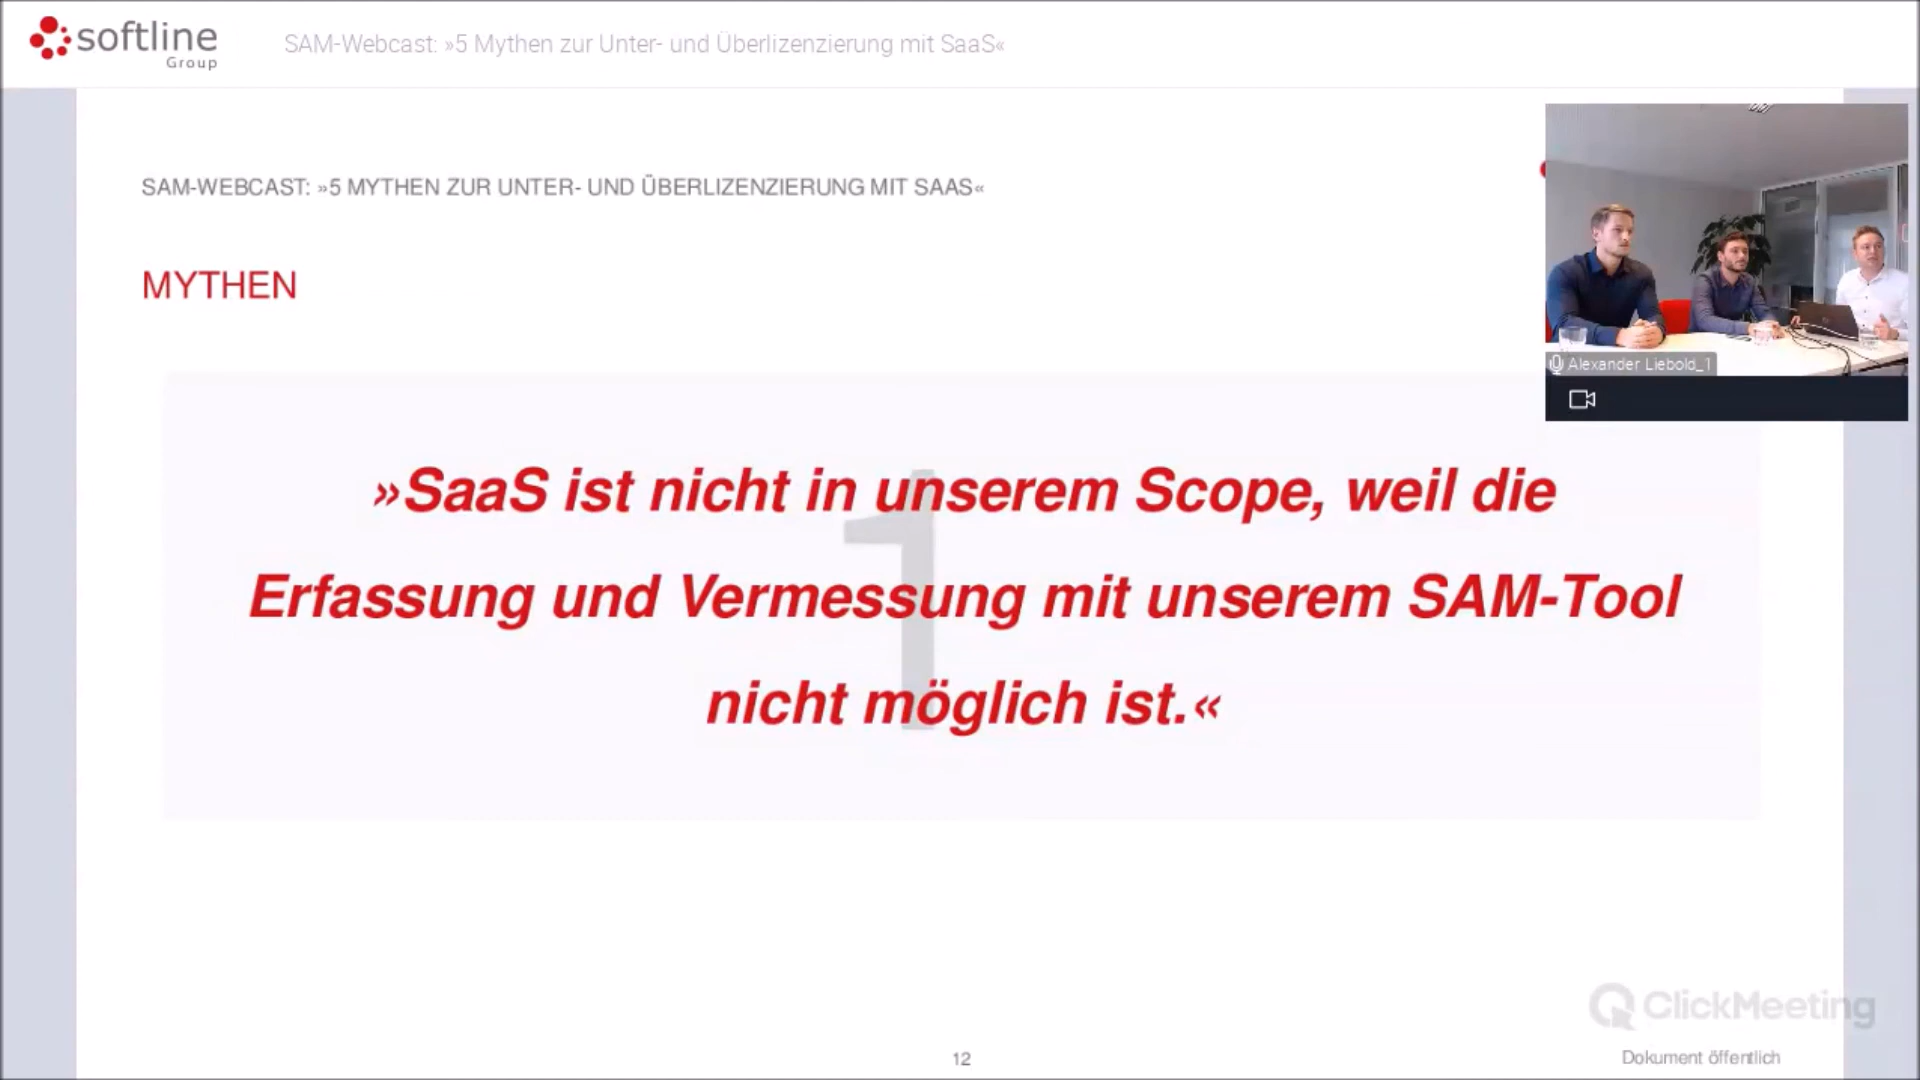 softline
Group
SAM-Webcast: »5 Mythen zur Unter- und Überlizenzierung mit SaaS«
SAM-WEBCAST: »5 MYTHEN ZUR UNTER- UND ÜBERLIZENZIERUNG MIT SAAS«
MYTHEN
Alexander Liebold_1
1
»SaaS ist nicht in unserem Scope, weil die
Erfassung und Vermessung mit unserem SAM-Tool
nicht möglich ist.«
ClickMeeting
12
Dokument öffentlich